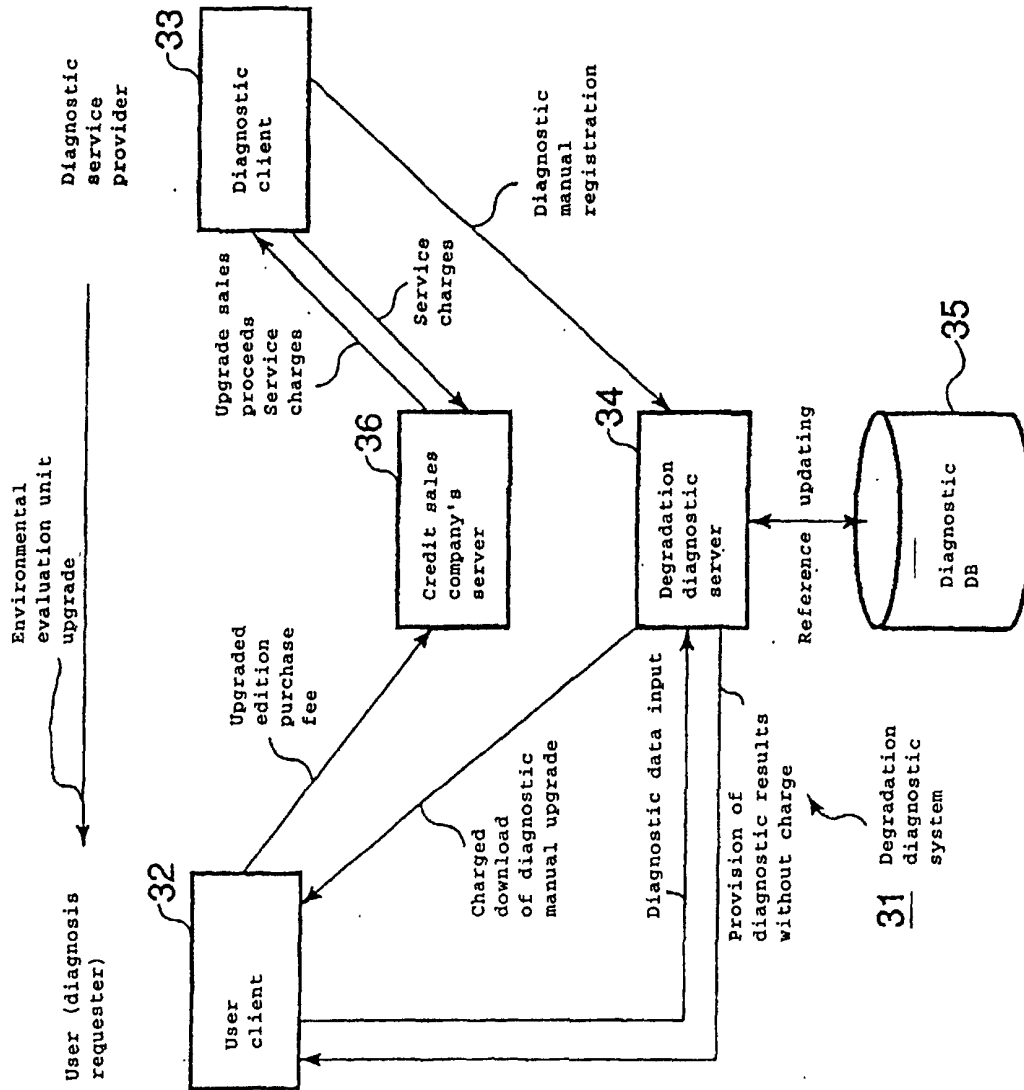 User (diagnosis
requester)
Environmental
evaluation unit
upgrade
Diagnostic
service
provider
32
User
client
33
Diagnostic
client
Upgraded
edition
purchase
fee
Upgrade sales
proceeds
Service
charges
Service
charges
36
Credit sales
company's
server
Charged
download
of diagnostic
manual upgrade
Diagnostic
manual
registration
34
Degradation
diagnostic
server
Diagnostic data input
Provision of
diagnostic results
without charge
Reference updating
35
Diagnostic
DB
31 Degradation
diagnostic
system